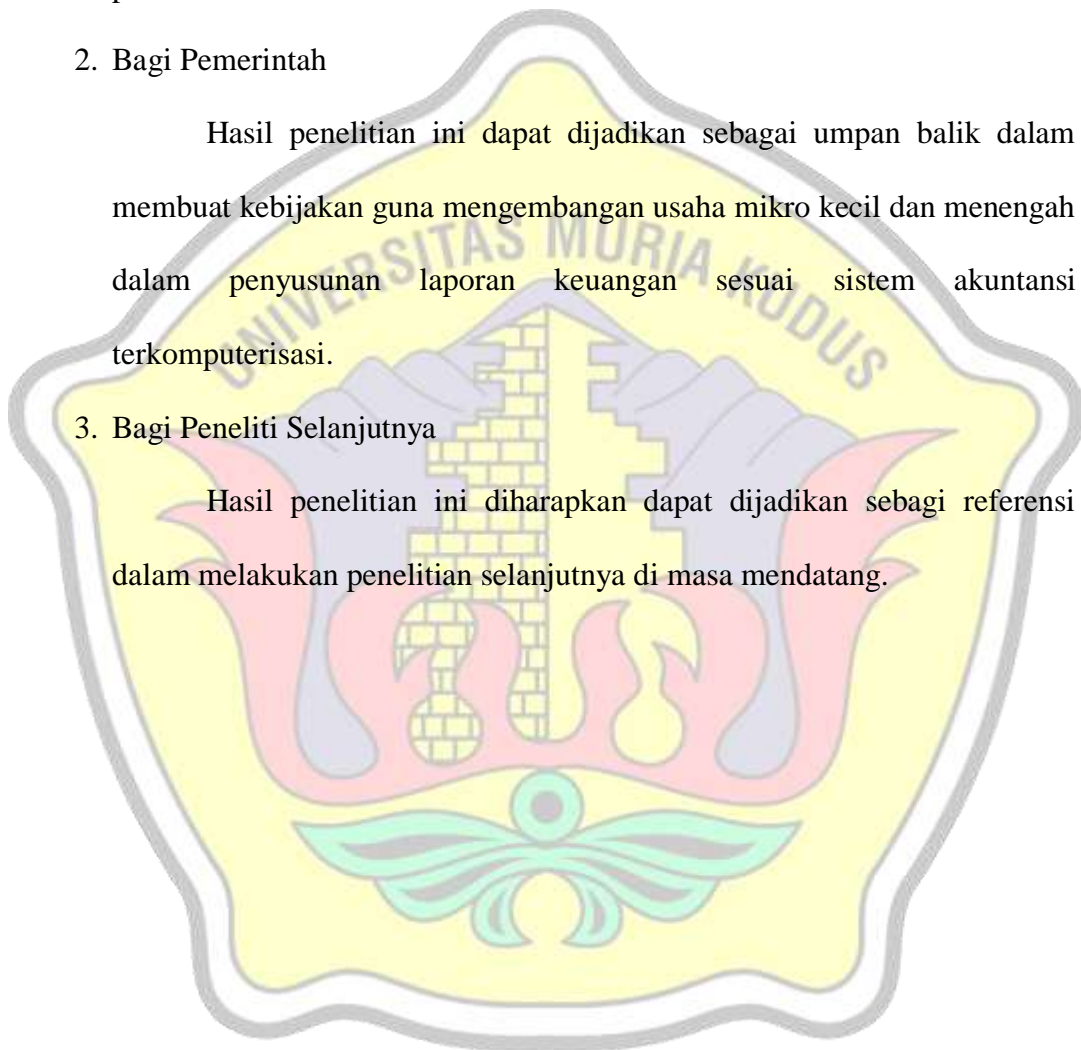 2. Bagi Pemerintah
Hasil penelitian ini dapat dijadikan sebagai umpan balik dalam
membuat kebijakan guna mengembangan usaha mikro kecil dan menengah
dalam penyusunan laporan keuangan sesuai sistem akuntansi
terkomputerisasi.
3. Bagi Peneliti Selanjutnya
Hasil penelitian ini diharapkan dapat dijadikan sebagi referensi
dalam melakukan penelitian selanjutnya di masa mendatang.
UNIVERSITAS MURIA KUDUS